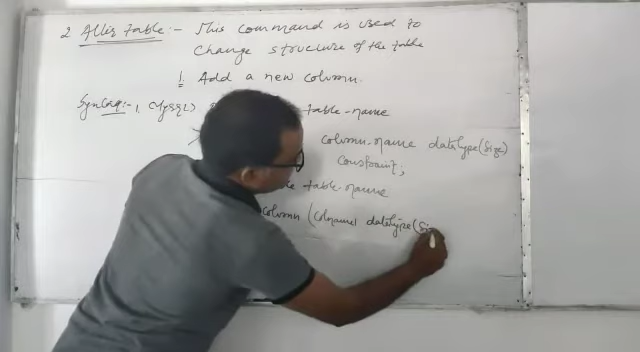 2 Alter table:- This command is used to
change structure of the table
1. Add a new column.
Syntax:- 1, (Mysql) table-name
column-name datatype(size)
constraint;
table-name
column (colname1 datatype(si